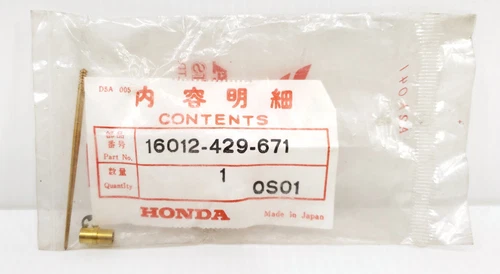 DSA 005
内容明細
CONTENTS
部品
番号
Part No.
16012-429-671
数量
Quantity
1
OS01
HONDA
Made in Japan